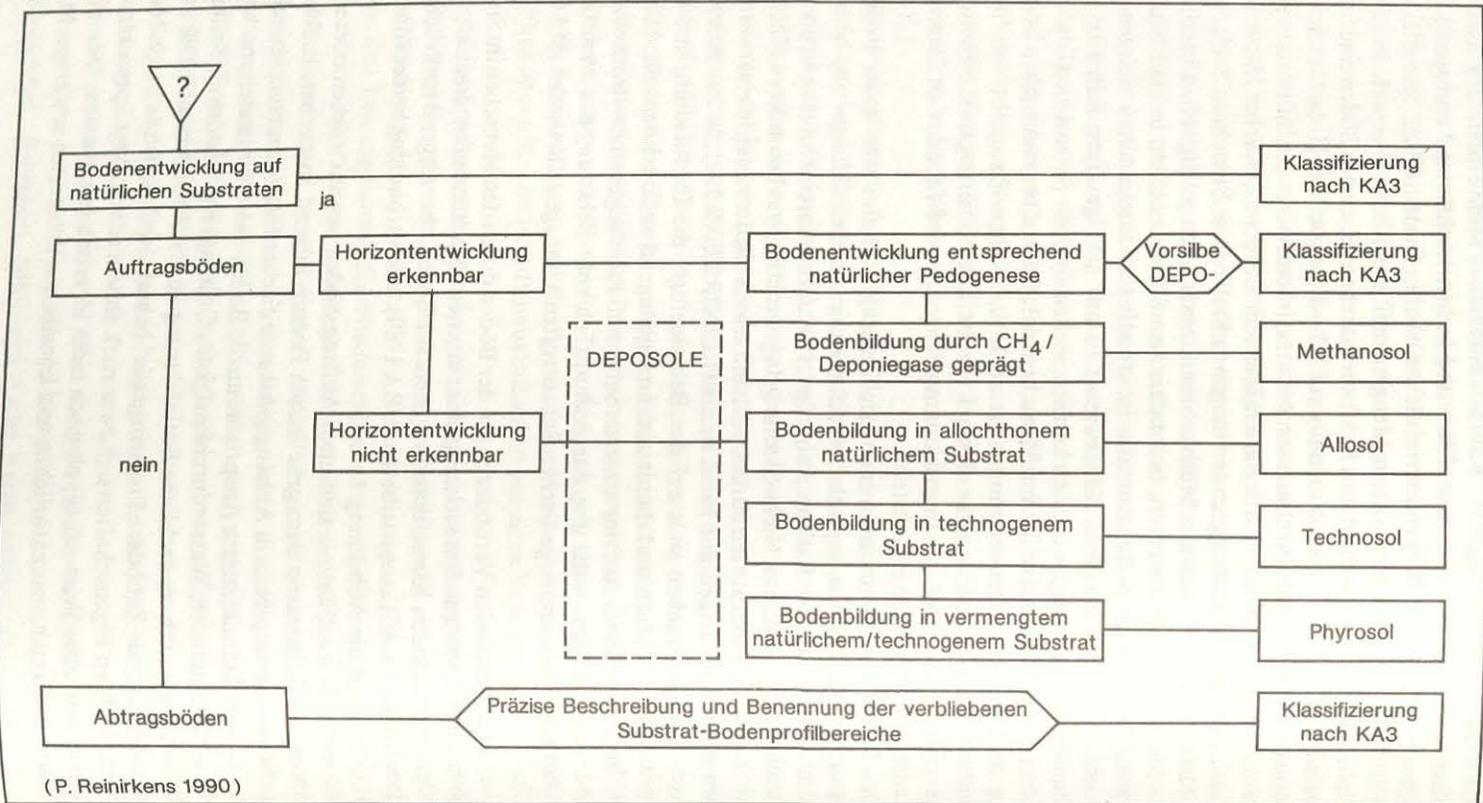 ?
Bodenentwicklung auf
natürlichen Substraten
ja
Klassifizierung
nach KA3
Auftragsböden
Horizontentwicklung
erkennbar
Bodenentwicklung entsprechend
natürlicher Pedogenese
Vorsilbe
DEPO-
Klassifizierung
nach KA3
DEPOSOLE
Bodenbildung durch CH₄/
Deponiegase geprägt
Methanosol
nein
Horizontentwicklung
nicht erkennbar
Bodenbildung in allochthonem
natürlichem Substrat
Allosol
Bodenbildung in technogenem
Substrat
Technosol
Bodenbildung in vermengtem
natürlichem/technogenem Substrat
Phyrosol
Abtragsböden
Präzise Beschreibung und Benennung der verbliebenen
Substrat-Bodenprofilbereiche
Klassifizierung
nach KA3
(P. Reinirkens 1990)